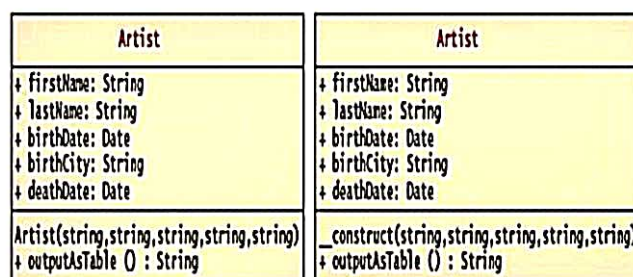 Artist
+ firstName: String
+ lastName: String
+ birthDate: Date
+ birthCity: String
+ deathDate: Date
Artist(string,string,string,string,string)
+ outputAsTable () : String
Artist
+ firstName: String
+ lastName: String
+ birthDate: Date
+ birthCity: String
+ deathDate: Date
__construct(string,string,string,string,string)
+ outputAsTable () : String